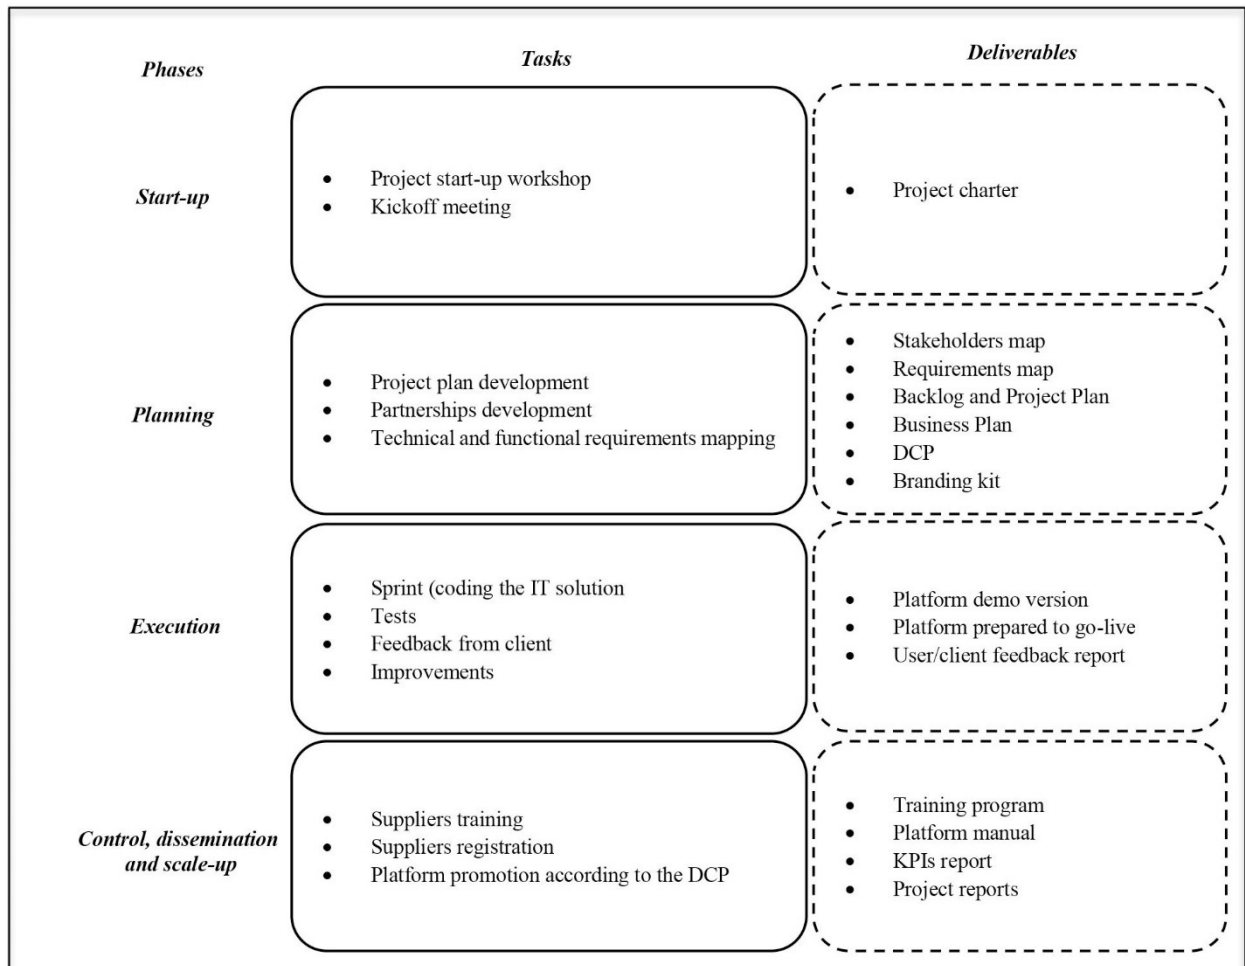 Phases
Tasks
Deliverables
Start-up
• Project start-up workshop
• Kickoff meeting
• Project charter
Planning
• Project plan development
• Partnerships development
• Technical and functional requirements mapping
• Stakeholders map
• Requirements map
• Backlog and Project Plan
• Business Plan
• DCP
• Branding kit
Execution
• Sprint (coding the IT solution
• Tests
• Feedback from client
• Improvements
• Platform demo version
• Platform prepared to go-live
• User/client feedback report
Control, dissemination
and scale-up
• Suppliers training
• Suppliers registration
• Platform promotion according to the DCP
• Training program
• Platform manual
• KPIs report
• Project reports